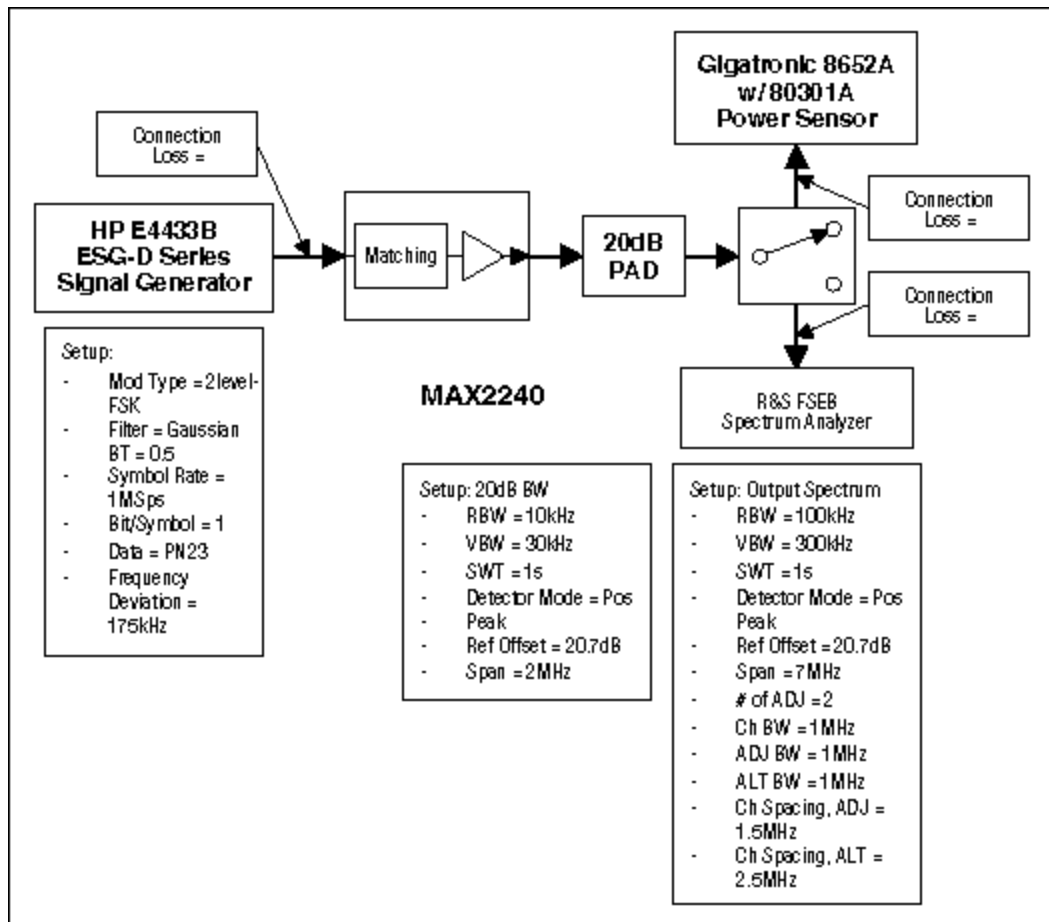 Gigatronic 8652A
w/ 80301A
Power Sensor
Connection
Loss =
Connection
Loss =
HP E4433B
ESG-D Series
Signal Generator
Matching
20dB
PAD
Connection
Loss =
Setup:
- Mod Type = 2level-
FSK
- Filter = Gaussian
BT = 0.5
- Symbol Rate =
1MSps
- Bit/Symbol = 1
- Data = PN23
- Frequency
Deviation =
175kHz
MAX2240
R&S FSEB
Spectrum Analyzer
Setup: 20dB BW
- RBW = 10kHz
- VBW = 30kHz
- SWT = 1s
- Detector Mode = Pos
- Peak
- Ref Offset = 20.7dB
- Span = 2MHz
Setup: Output Spectrum
- RBW = 100kHz
- VBW = 300kHz
- SWT = 1s
- Detector Mode = Pos
Peak
- Ref Offset = 20.7dB
- Span = 7MHz
- # of ADJ = 2
- Ch BW = 1MHz
- ADJ BW = 1MHz
- ALT BW = 1MHz
- Ch Spacing, ADJ =
1.5MHz
- Ch Spacing, ALT =
2.5MHz